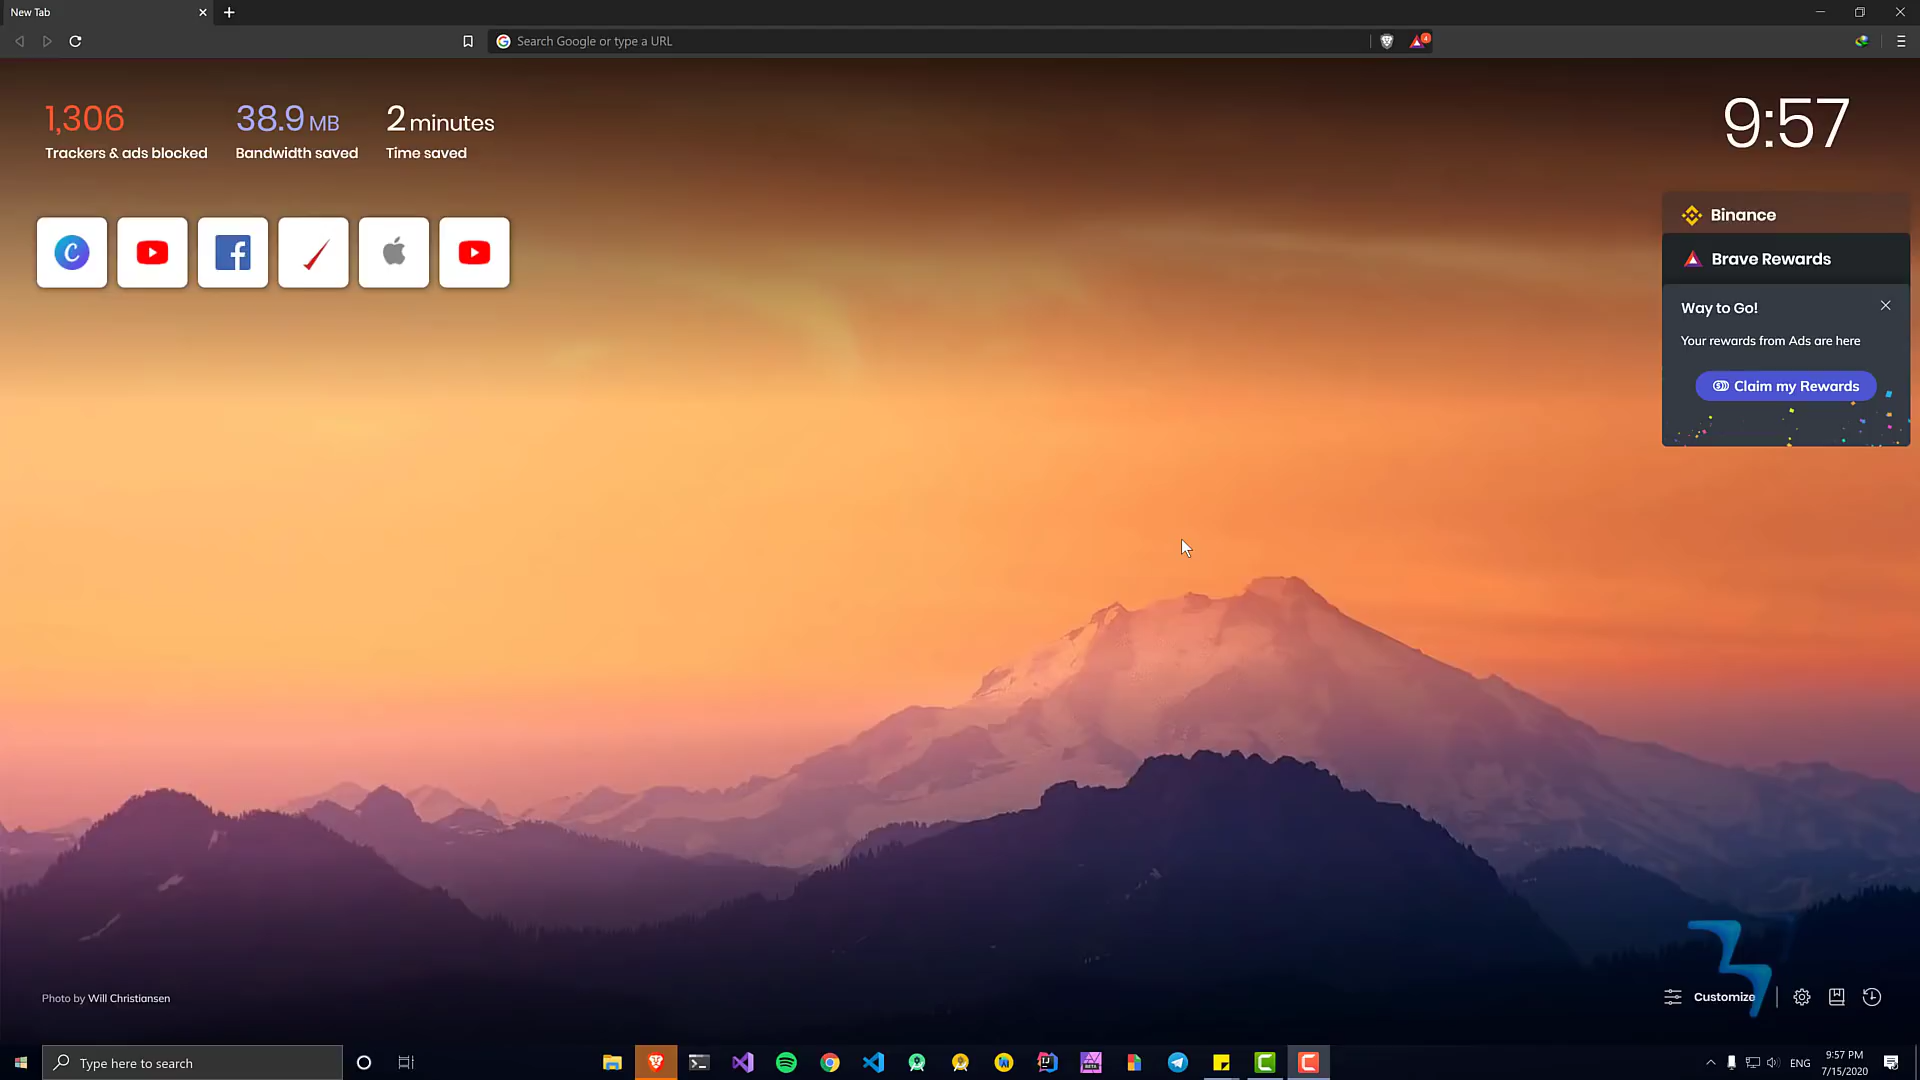 New Tab
Search Google or type a URL
4
1,306
Trackers & ads blocked
38.9 MB
Bandwidth saved
2 minutes
Time saved
9:57
Binance
Brave Rewards
Way to Go!
Your rewards from Ads are here
Claim my Rewards
Photo by Will Christiansen
Customize
Type here to search
ENG
9:57 PM
7/15/2020